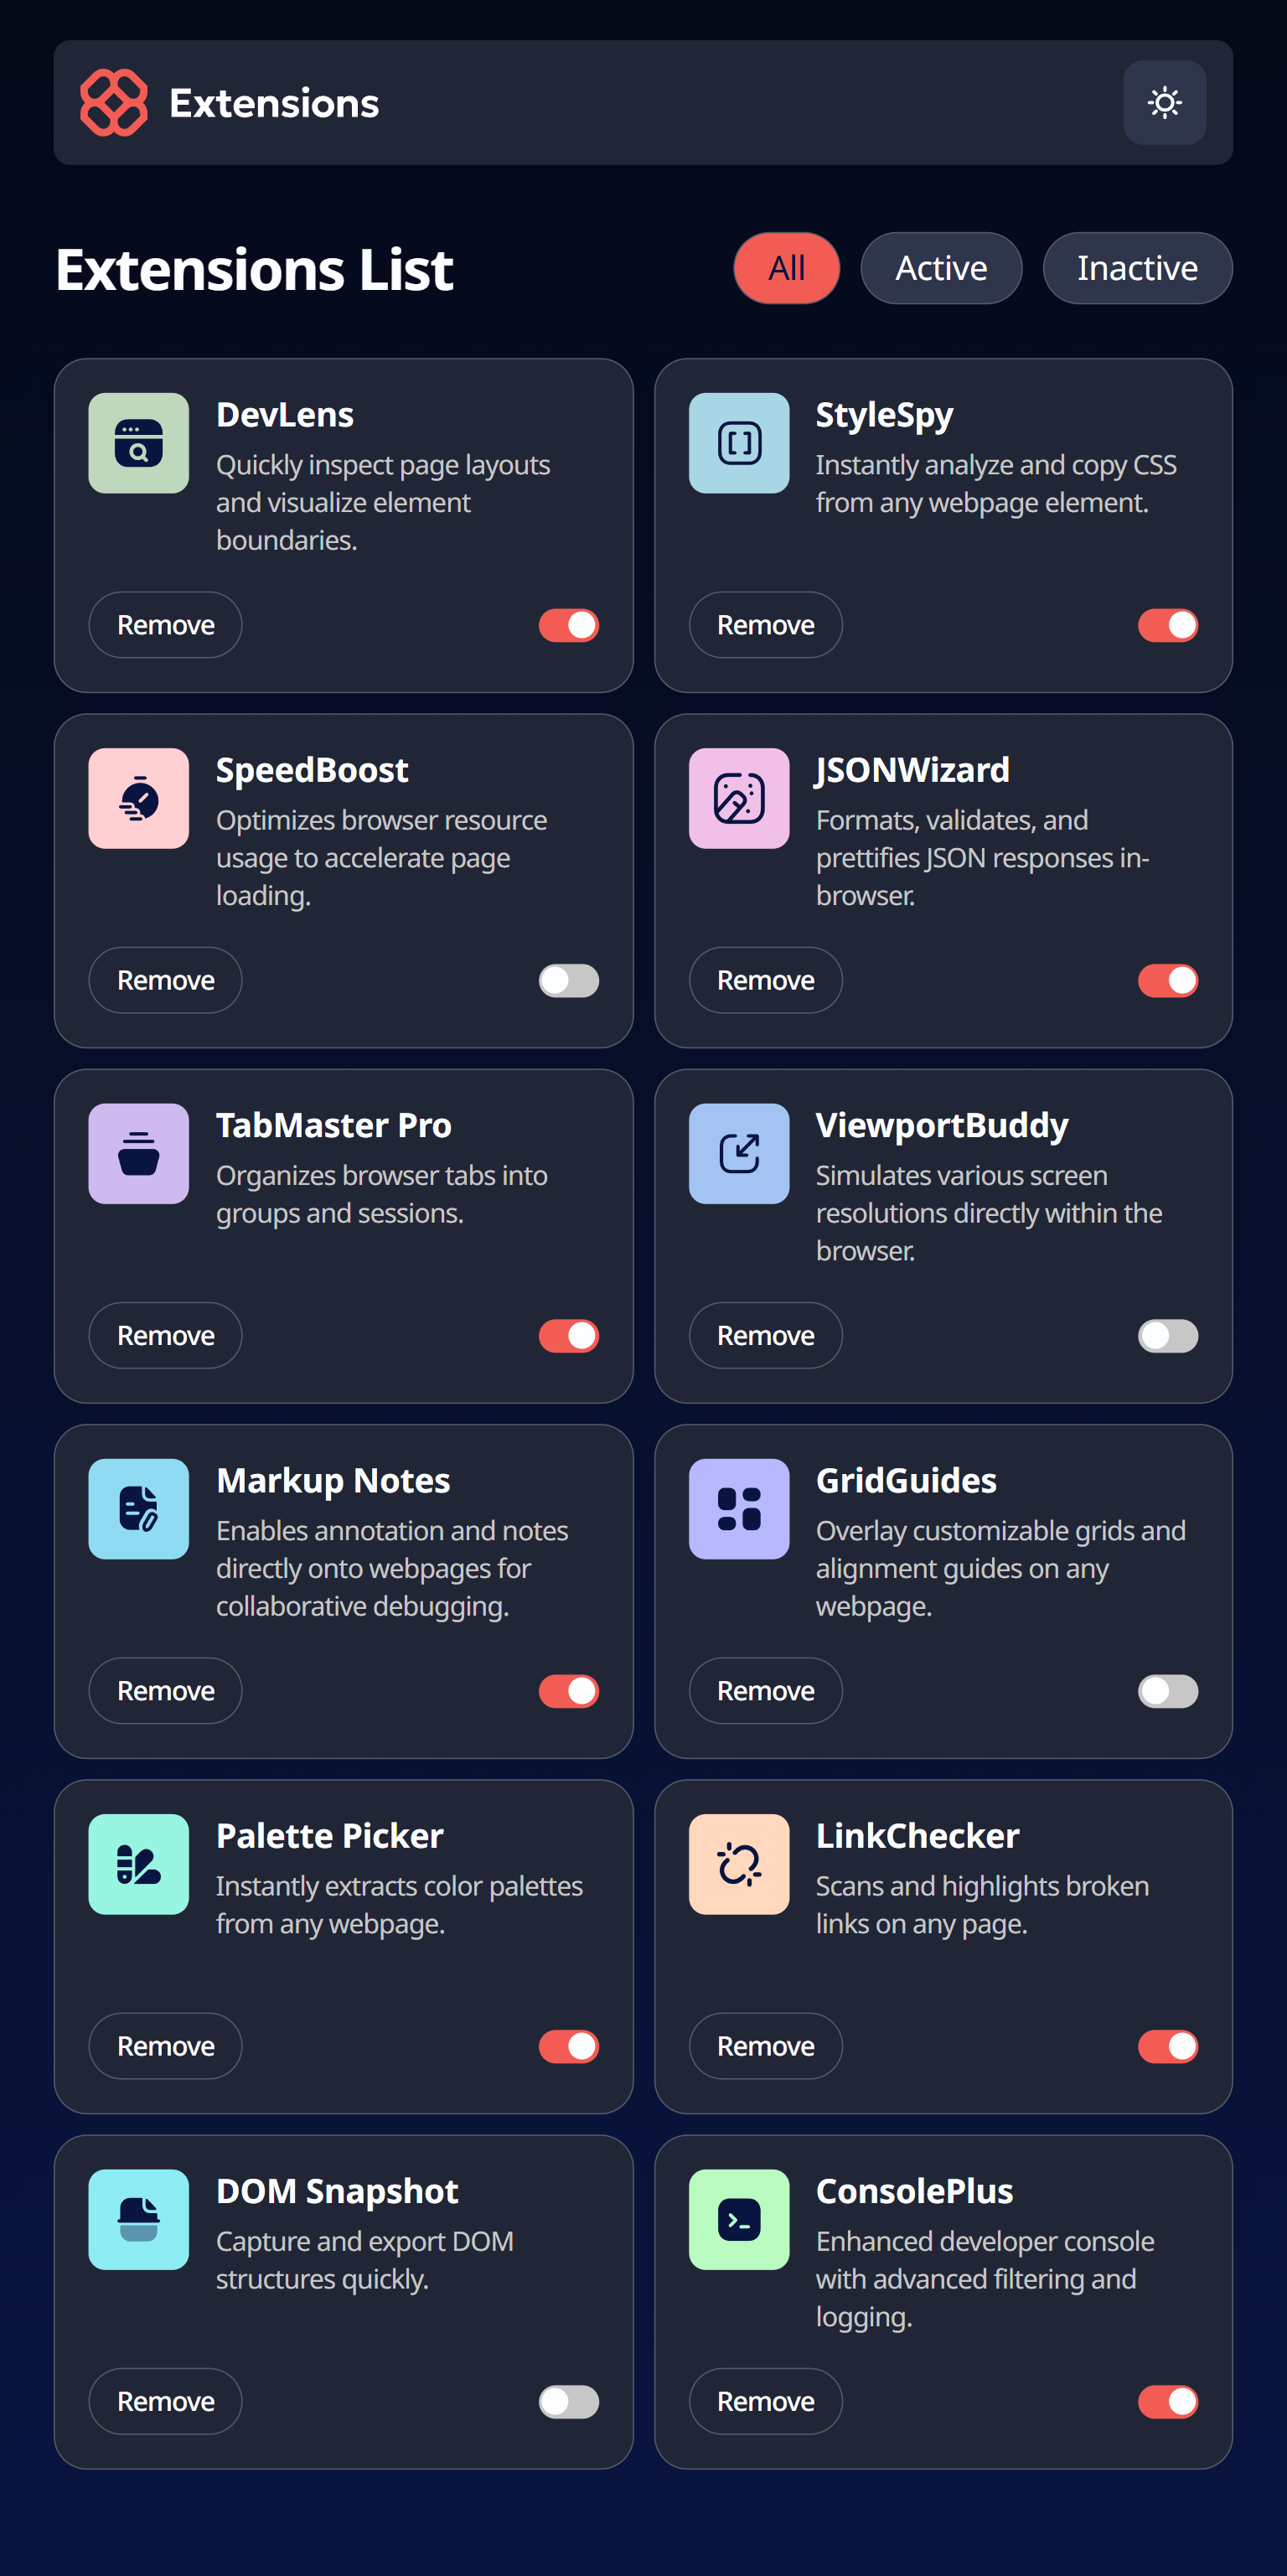 Extensions
Extensions List
All
Active
Inactive
DevLens
Quickly inspect page layouts
and visualize element
boundaries.
Remove
StyleSpy
Instantly analyze and copy CSS
from any webpage element.
Remove
SpeedBoost
Optimizes browser resource
usage to accelerate page
loading.
Remove
JSONWizard
Formats, validates, and
prettifies JSON responses in-
browser.
Remove
TabMaster Pro
Organizes browser tabs into
groups and sessions.
Remove
ViewportBuddy
Simulates various screen
resolutions directly within the
browser.
Remove
Markup Notes
Enables annotation and notes
directly onto webpages for
collaborative debugging.
Remove
GridGuides
Overlay customizable grids and
alignment guides on any
webpage.
Remove
Palette Picker
Instantly extracts color palettes
from any webpage.
Remove
LinkChecker
Scans and highlights broken
links on any page.
Remove
DOM Snapshot
Capture and export DOM
structures quickly.
Remove
ConsolePlus
Enhanced developer console
with advanced filtering and
logging.
Remove